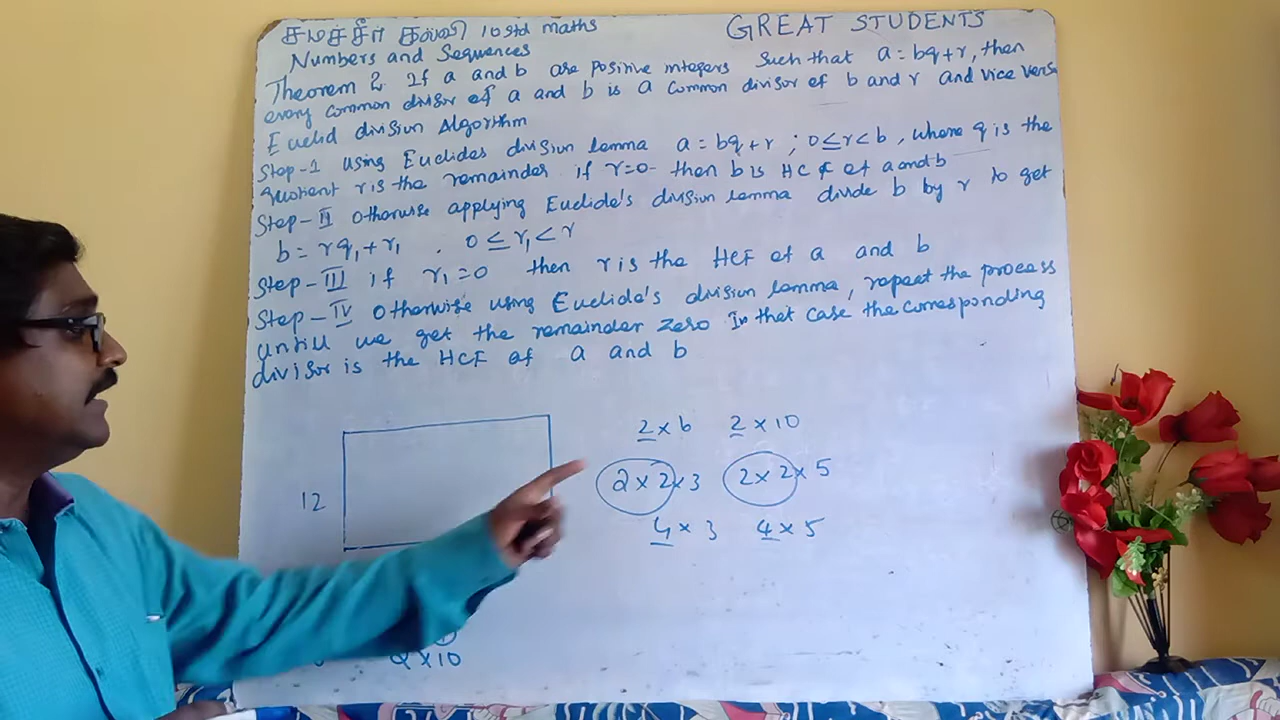 சமச்சீர் கல்வி 10 std maths
GREAT STUDENTS
Numbers and Sequences
Theorem 2 If a and b are positive integers such that a = bq + r, then
every common divisor of a and b is a common divisor of b and r and vice versa
Euclid division Algorithm
Step-I using Euclides division lemma a = bq + r ; 0 ≤ r < b, where q is the
quotient r is the remainder if r=0 then b is HCF of a and b
Step-II otherwise applying Euclide's division lemma divide b by r to get
b = rq₁ + r₁ . 0 ≤ r₁ < r
Step-III if r₁ = 0 then r is the HCF of a and b
Step-IV otherwise using Euclide's division lemma, repeat the process
untill we get the remainder zero In that case the corresponding
divisor is the HCF of a and b
2 × 6 2 × 10
12 2 × 2 × 3 2 × 2 × 5
4 × 3 4 × 5
2 × 10